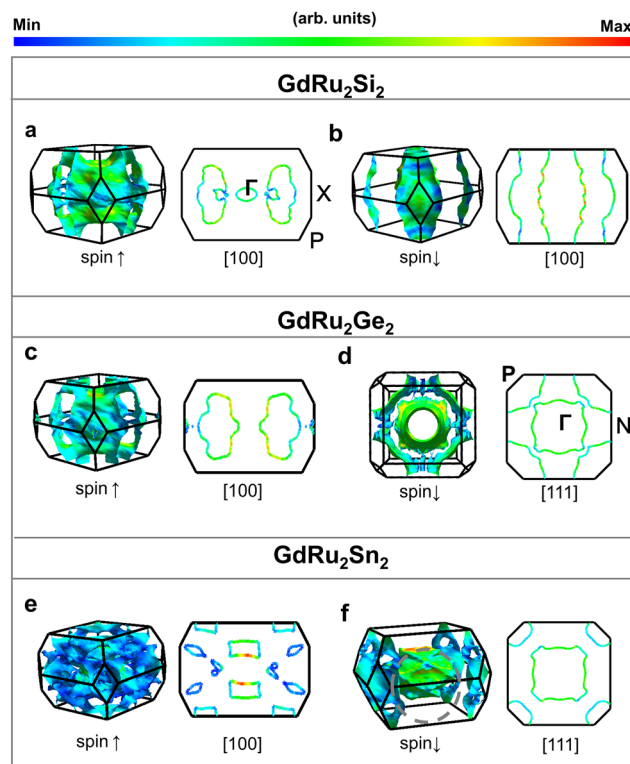 (arb. units)
Min
Max
GdRu₂Si₂
a
b
Γ
X
P
spin ↑
[100]
spin↓
[100]
GdRu₂Ge₂
c
d
P
Γ
N
spin ↑
[100]
spin↓
[111]
GdRu₂Sn₂
e
f
spin ↑
[100]
spin↓
[111]